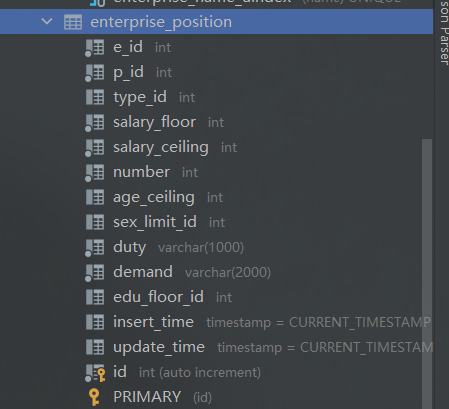 enterprise_name_uindex (name) UNIQUE
enterprise_position
e_id int
p_id int
type_id int
salary_floor int
salary_ceiling int
number int
age_ceiling int
sex_limit_id int
duty varchar(1000)
demand varchar(2000)
edu_floor_id int
insert_time timestamp = CURRENT_TIMESTAMP
update_time timestamp = CURRENT_TIMESTAM
id int (auto increment)
PRIMARY (id)
son Parser